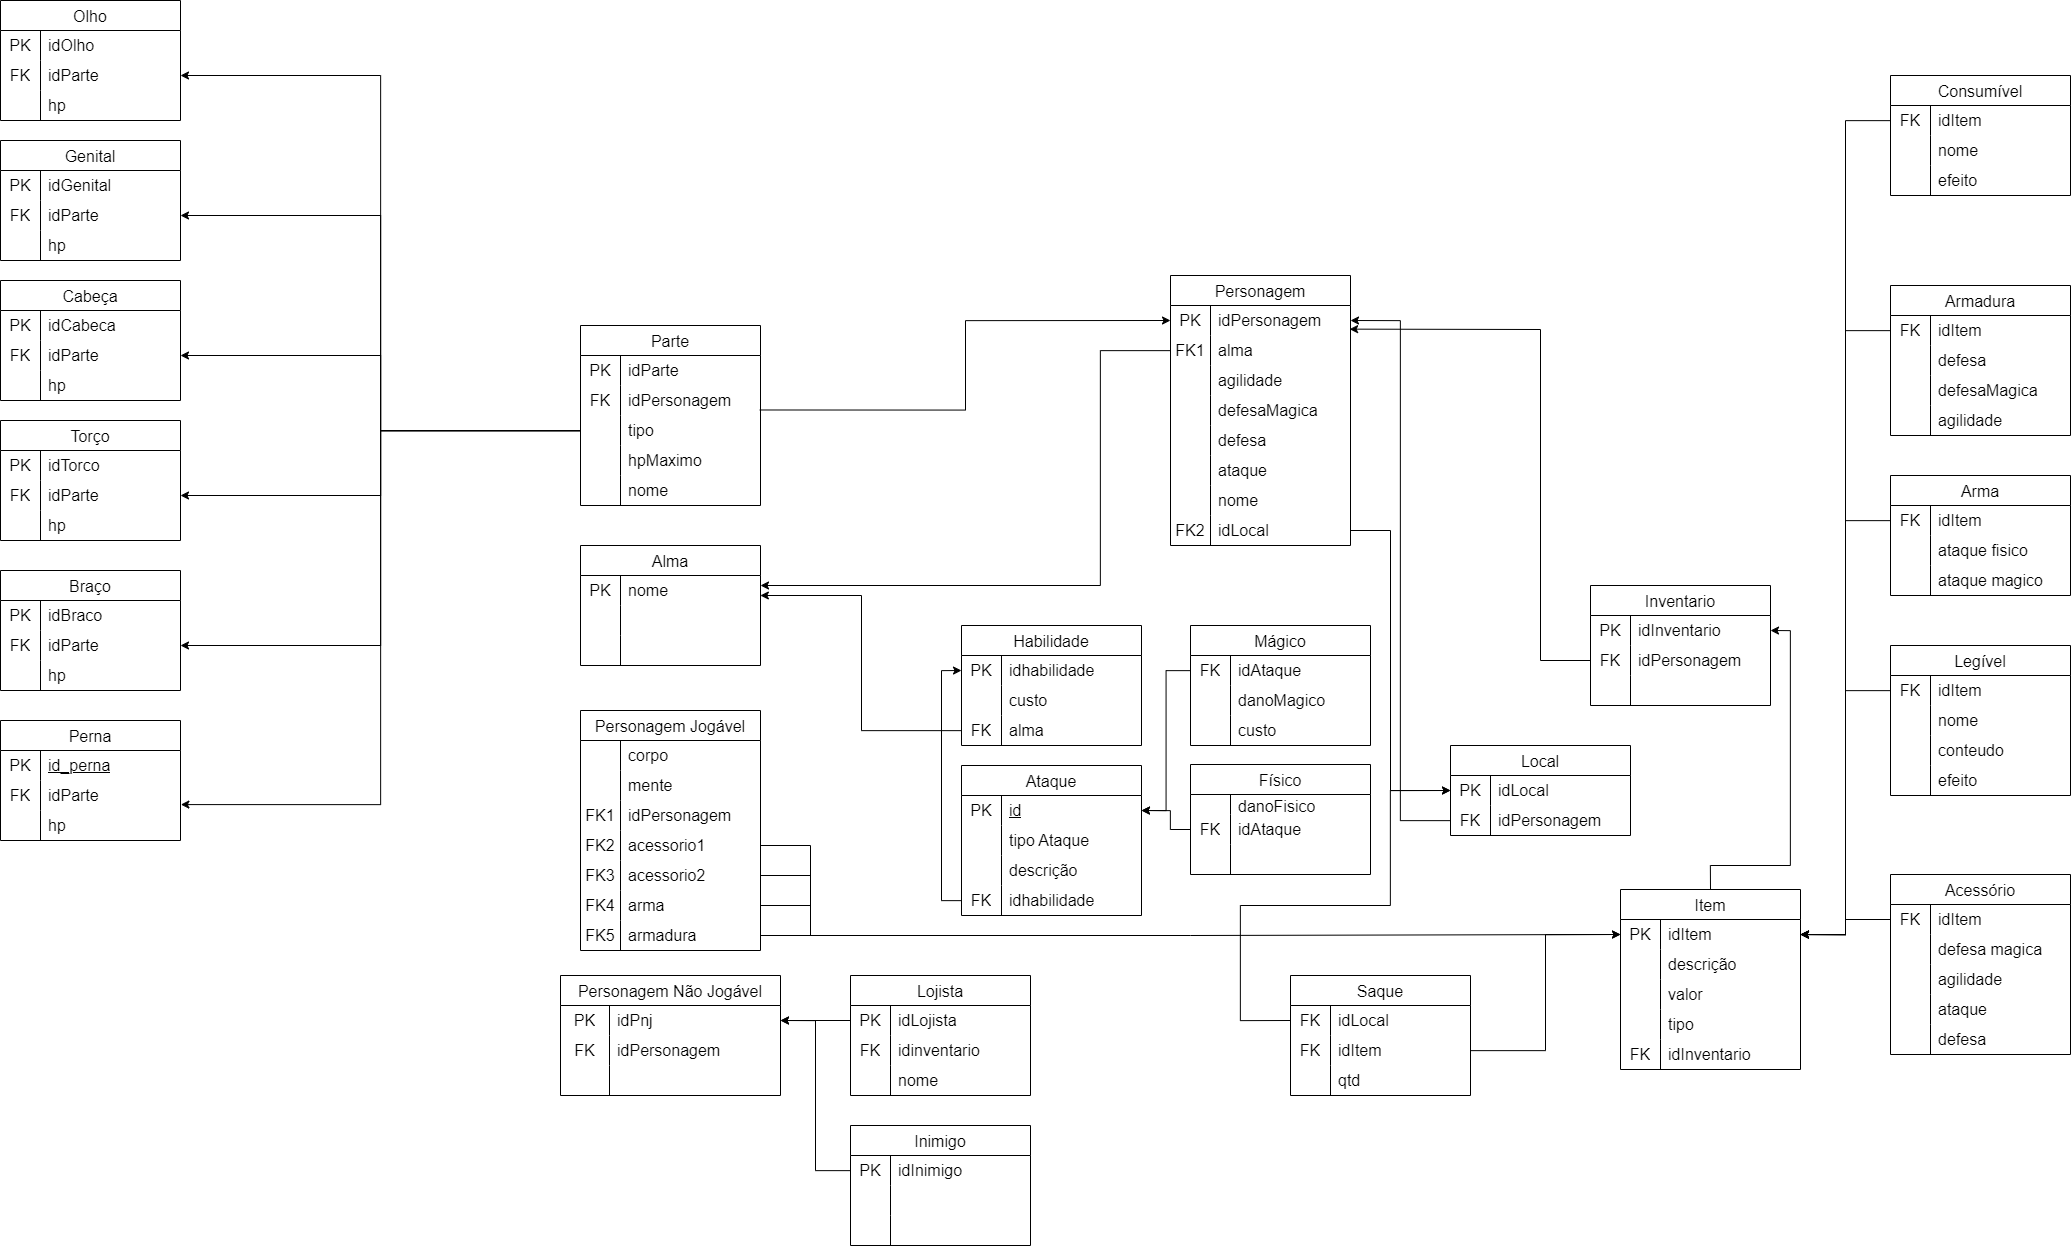 Olho
PK idOlho
FK idParte
hp
Genital
PK idGenital
FK idParte
hp
Cabeça
PK idCabeca
FK idParte
hp
Torço
PK idTorco
FK idParte
hp
Braço
PK idBraco
FK idParte
hp
Perna
PK id_perna
FK idParte
hp
Parte
PK idParte
FK idPersonagem
tipo
hpMaximo
nome
Alma
PK nome
Personagem Jogável
corpo
mente
FK1 idPersonagem
FK2 acessorio1
FK3 acessorio2
FK4 arma
FK5 armadura
Personagem Não Jogável
PK idPnj
FK idPersonagem
Lojista
PK idLojista
FK idinventario
nome
Inimigo
PK idInimigo
Habilidade
PK idhabilidade
custo
FK alma
Ataque
PK id
tipo Ataque
descrição
FK idhabilidade
Personagem
PK idPersonagem
FK1 alma
agilidade
defesaMagica
defesa
ataque
nome
FK2 idLocal
Mágico
FK idAtaque
danoMagico
custo
Físico
danoFisico
FK idAtaque
Local
PK idLocal
FK idPersonagem
Saque
FK idLocal
FK idItem
qtd
Inventario
PK idInventario
FK idPersonagem
Item
PK idItem
descrição
valor
tipo
FK idInventario
Consumível
FK idItem
nome
efeito
Armadura
FK idItem
defesa
defesaMagica
agilidade
Arma
FK idItem
ataque fisico
ataque magico
Legível
FK idItem
nome
conteudo
efeito
Acessório
FK idItem
defesa magica
agilidade
ataque
defesa